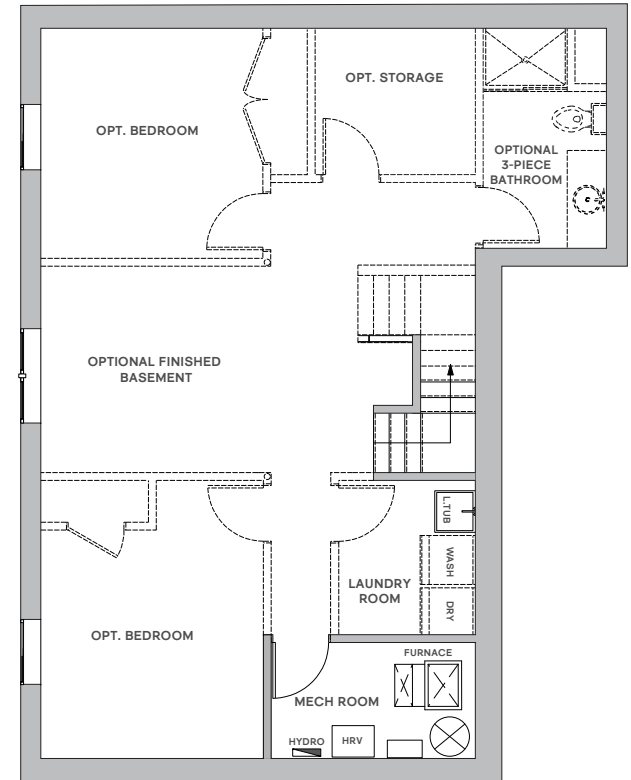 OPT. STORAGE
OPT. BEDROOM
OPTIONAL
3-PIECE
BATHROOM
OPTIONAL FINISHED
BASEMENT
L.TUB
WASH
DRY
LAUNDRY
ROOM
OPT. BEDROOM
FURNACE
MECH ROOM
HYDRO
HRV